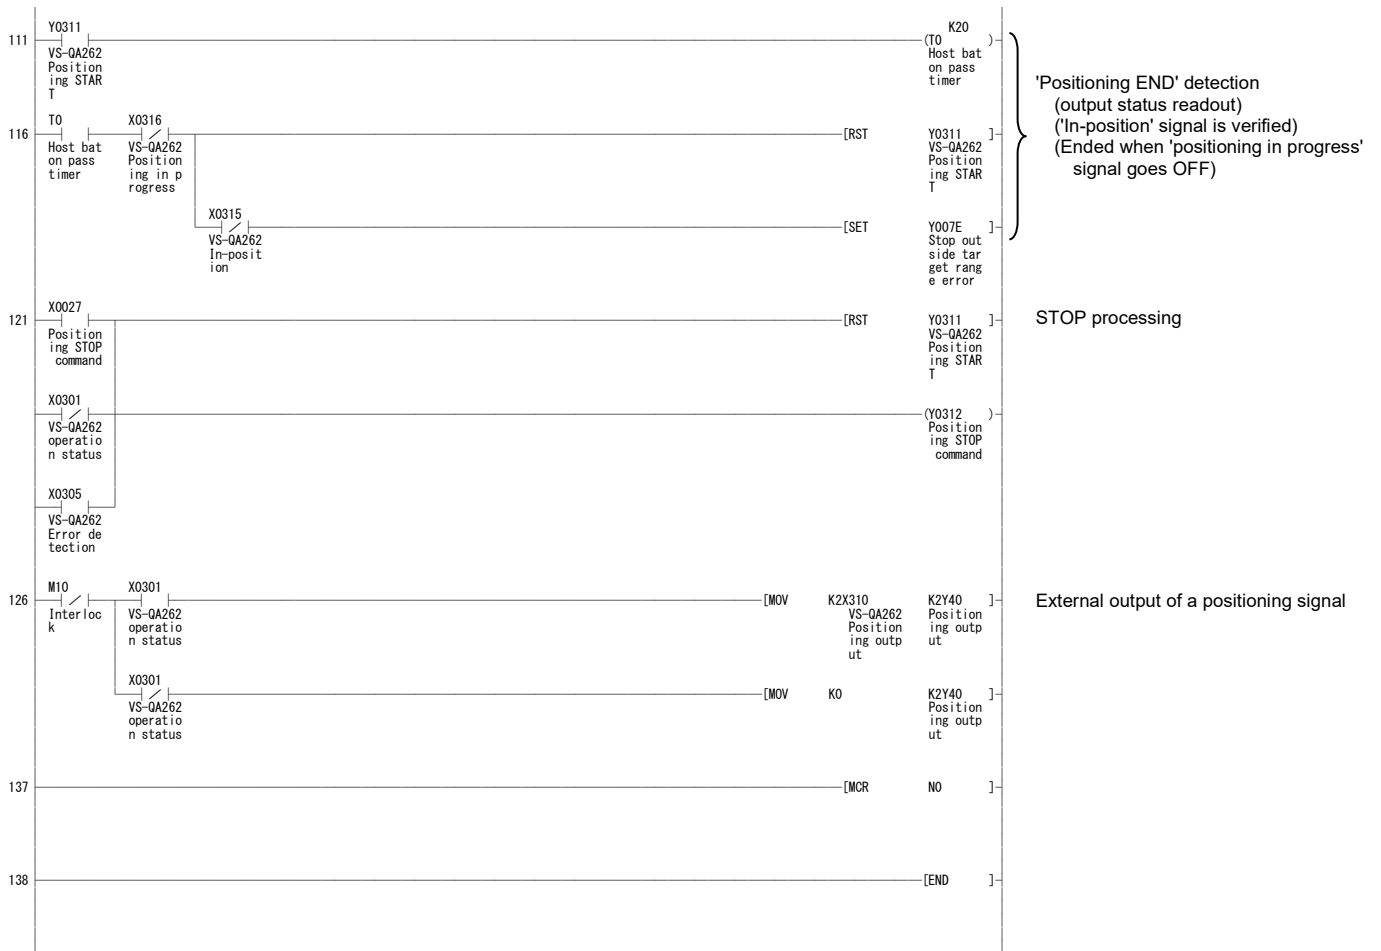 Y0311
K20
111
(T0 )
VS-QA262
Position
ing STAR
T
Host bat
on pass
timer
'Positioning END' detection
(output status readout)
('In-position' signal is verified)
(Ended when 'positioning in progress'
signal goes OFF)
T0
X0316
116
[RST Y0311 ]
Host bat
on pass
timer
VS-QA262
Position
ing in p
rogress
VS-QA262
Position
ing STAR
T
X0315
[SET Y007E ]
VS-QA262
In-posit
ion
Stop out
side tar
get rang
e error
X0027
121
[RST Y0311 ]
STOP processing
Position
ing STOP
command
VS-QA262
Position
ing STAR
T
X0301
(Y0312 )
VS-QA262
operatio
n status
Position
ing STOP
command
X0305
VS-QA262
Error de
tection
M10
X0301
126
[MOV K2X310 K2Y40 ]
External output of a positioning signal
Interloc
k
VS-QA262
operatio
n status
VS-QA262
Position
ing outp
ut
Position
ing outp
ut
X0301
[MOV K0 K2Y40 ]
VS-QA262
operatio
n status
Position
ing outp
ut
137
[MCR N0 ]
138
[END ]